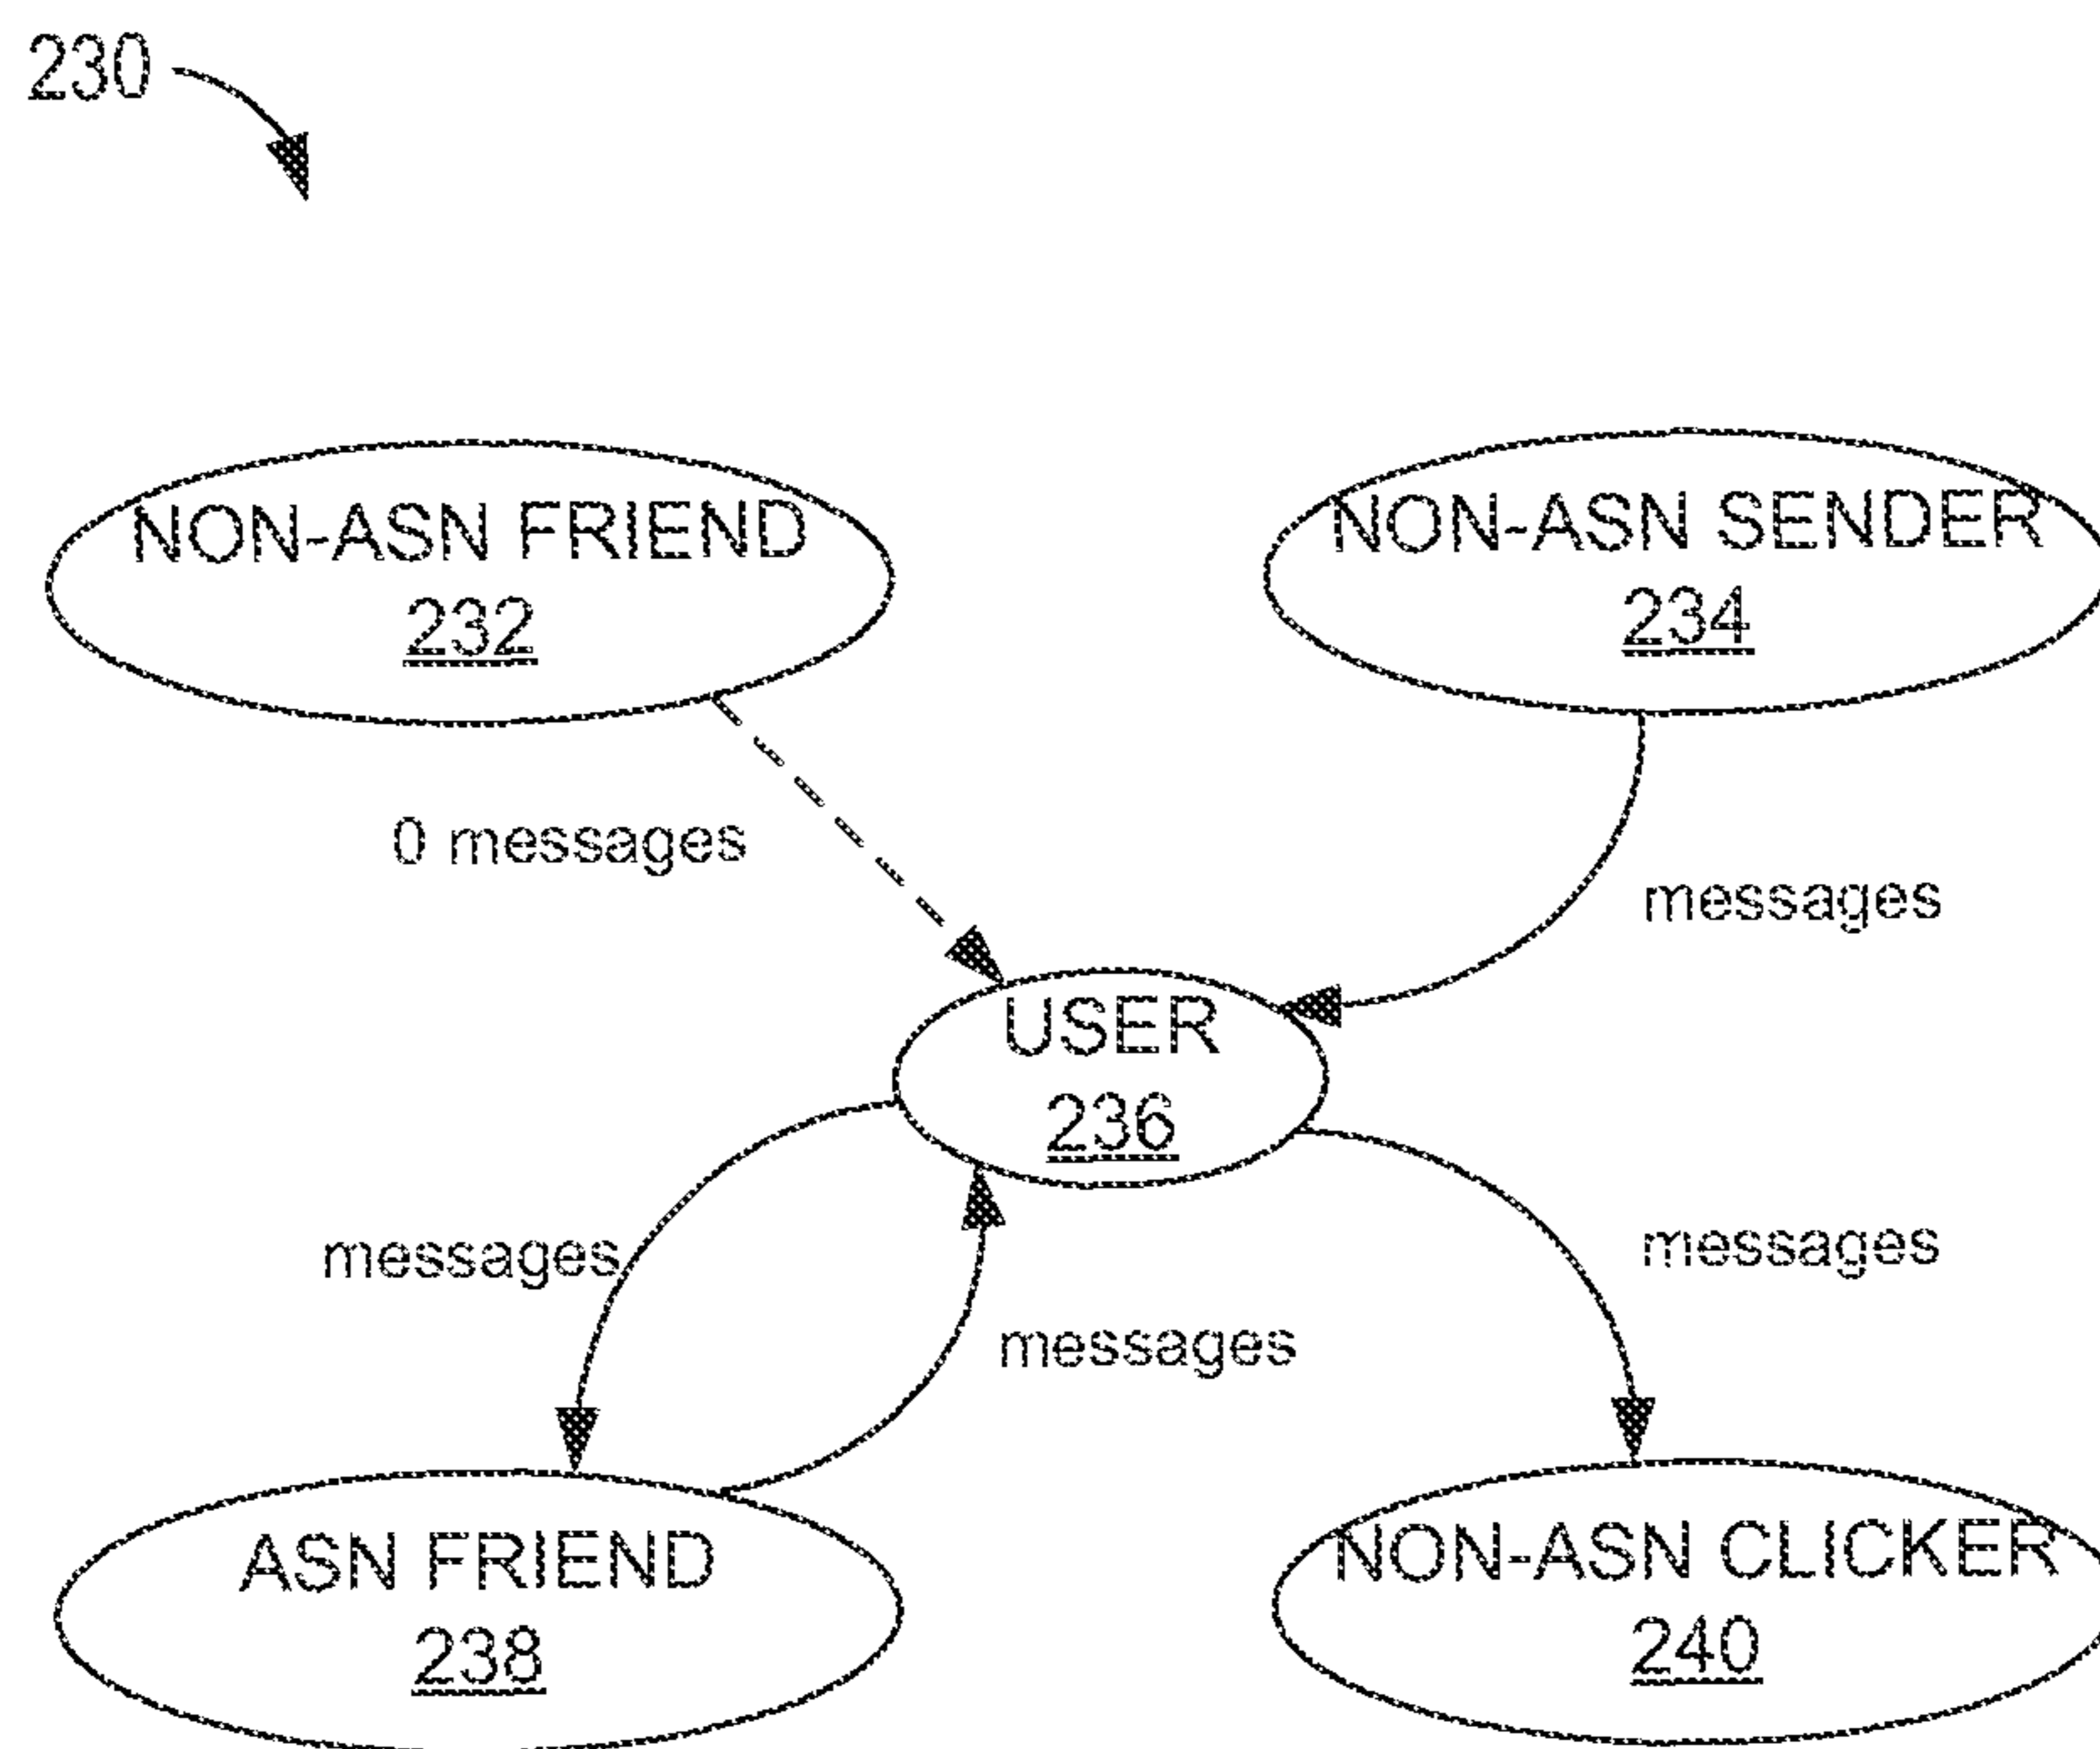 230
NON-ASN FRIEND
232
NON-ASN SENDER
234
0 messages
messages
USER
236
messages
messages
messages
ASN FRIEND
238
NON-ASN CLICKER
240